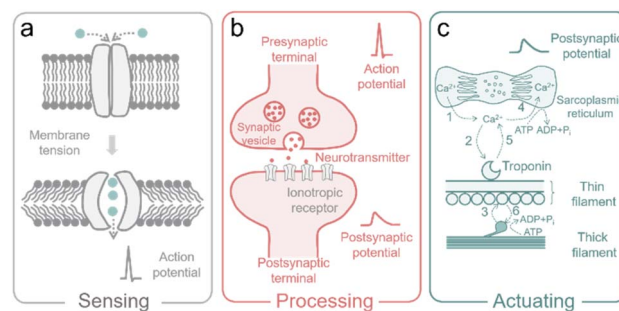 a
Membrane
tension
Action
potential
Sensing
b
Presynaptic
terminal
Action
potential
Synaptic
vesicle
Neurotransmitter
Ionotropic
receptor
Postsynaptic
potential
Postsynaptic
terminal
Processing
c
Postsynaptic
potential
Ca²⁺
Ca²⁺
Sarcoplasmic
reticulum
1
Ca²⁺
4
ATP ADP+Pi
2
5
Troponin
Thin
filament
3
6
ADP+Pi
ATP
Thick
filament
Actuating